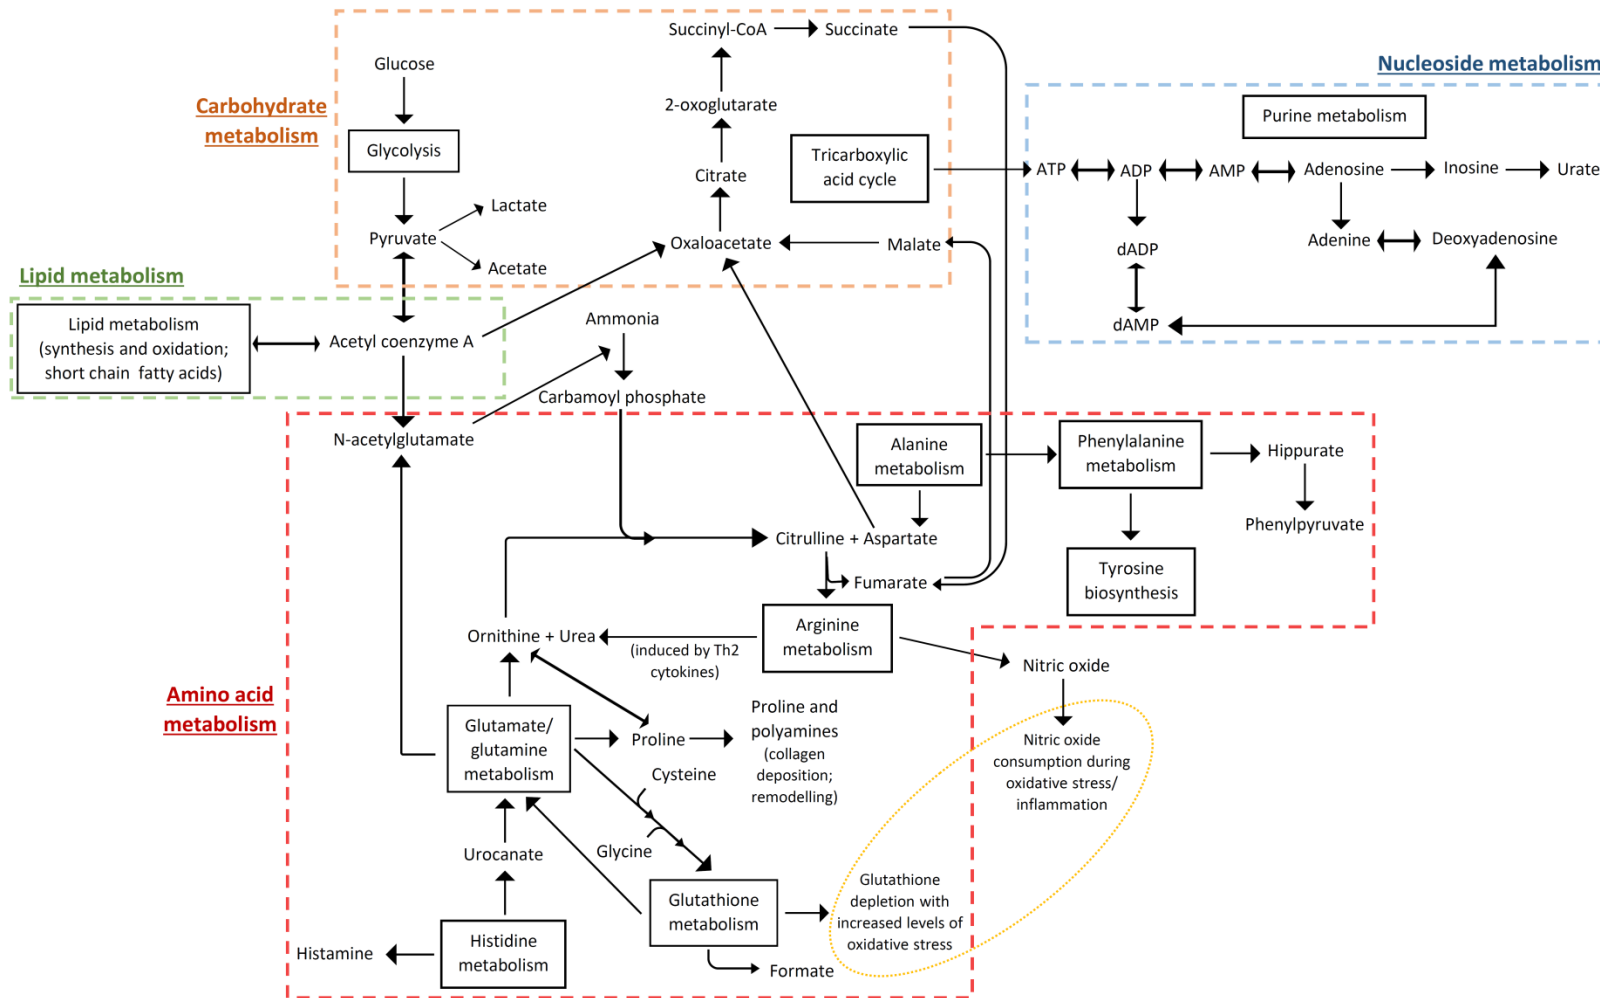 Succinyl-CoA
Succinate
Glucose
Nucleoside metabolism
Carbohydrate
metabolism
2-oxoglutarate
Purine metabolism
Glycolysis
Tricarboxylic
acid cycle
Citrate
ATP
ADP
AMP
Adenosine
Inosine
Urate
Lactate
Pyruvate
Oxaloacetate
Malate
Adenine
Deoxyadenosine
dADP
Acetate
Lipid metabolism
Lipid metabolism
(synthesis and oxidation;
short chain fatty acids)
Acetyl coenzyme A
Ammonia
dAMP
Carbamoyl phosphate
N-acetylglutamate
Alanine
metabolism
Phenylalanine
metabolism
Hippurate
Phenylpyruvate
Citrulline + Aspartate
Fumarate
Tyrosine
biosynthesis
Ornithine + Urea
(induced by Th2
cytokines)
Arginine
metabolism
Nitric oxide
Amino acid
metabolism
Glutamate/
glutamine
metabolism
Proline
Proline and
polyamines
(collagen
deposition;
remodelling)
Nitric oxide
consumption during
oxidative stress/
inflammation
Cysteine
Glycine
Urocanate
Glutathione
metabolism
Glutathione
depletion with
increased levels of
oxidative stress
Histamine
Histidine
metabolism
Formate